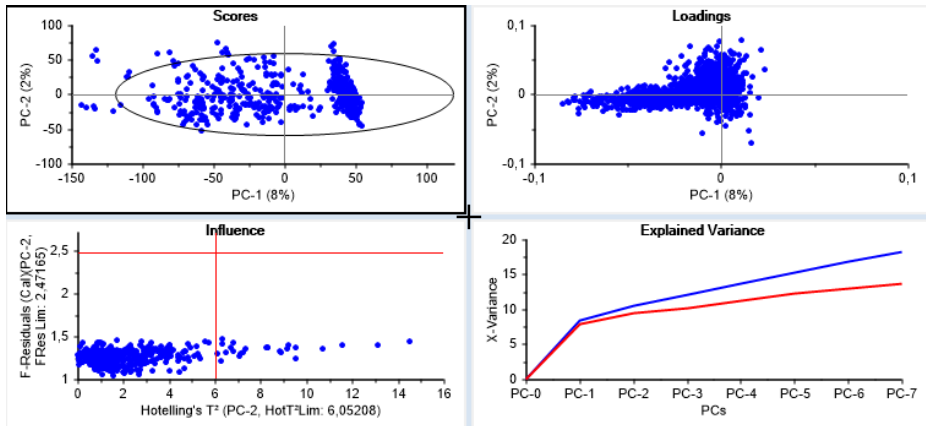 Scores
100
50
0
-50
-100
PC-2 (2%)
-150
-100
-50
0
50
100
PC-1 (8%)
Loadings
0,1
0
-0,1
PC-2 (2%)
-0,1
0
0,1
PC-1 (8%)
Influence
2,5
2
1,5
1
F-Residuals (Cal)(PC-2,
FRes Lim: 2,47165)
0 2 4 6 8 10 12 14 16
Hotelling's T² (PC-2, HotT²Lim: 6,05208)
Explained Variance
20
15
10
5
0
X-Variance
PC-0 PC-1 PC-2 PC-3 PC-4 PC-5 PC-6 PC-7
PCs